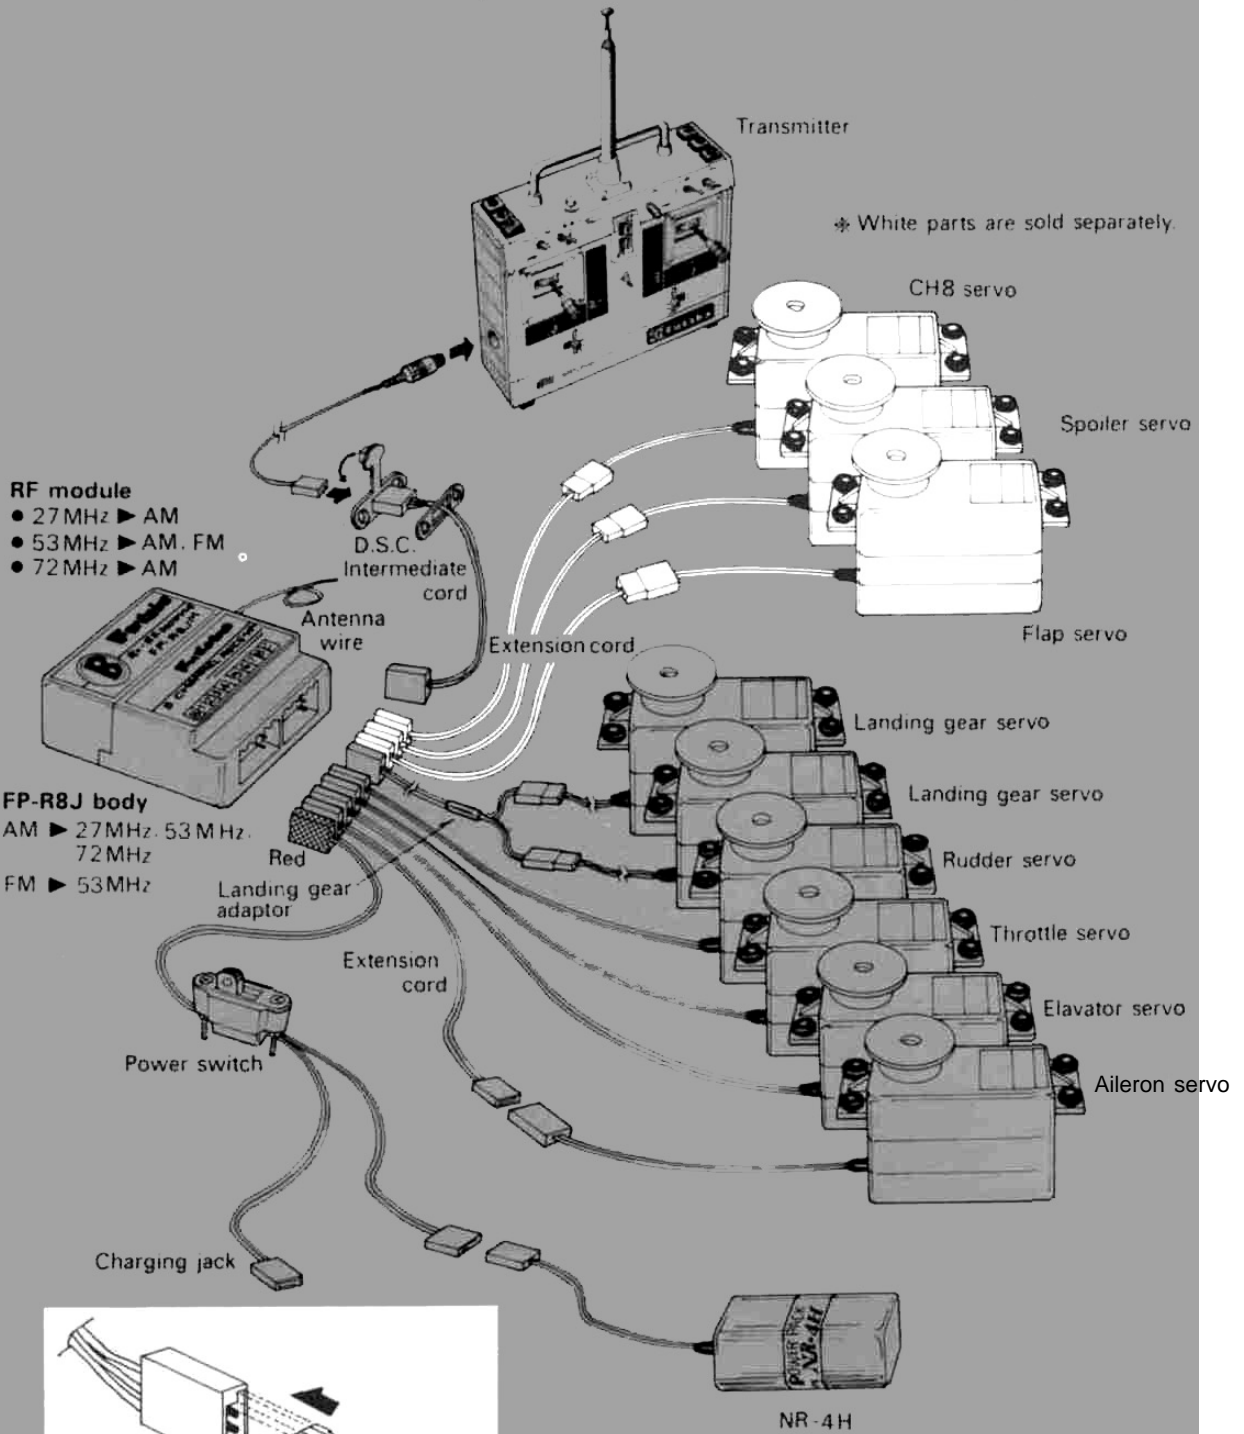 Transmitter
※ White parts are sold separately.
CH8 servo
Spoiler servo
RF module
● 27MHz ▶ AM
● 53MHz ▶ AM. FM
● 72MHz ▶ AM
D.S.C.
Intermediate
cord
Antenna
wire
Extension cord
Flap servo
Landing gear servo
FP-R8J body
AM ▶ 27MHz. 53MHz.
72MHz
FM ▶ 53MHz
Red
Landing gear
adaptor
Landing gear servo
Rudder servo
Throttle servo
Extension
cord
Elavator servo
Power switch
Aileron servo
Charging jack
POWER PACK
NR-4H
NR-4H